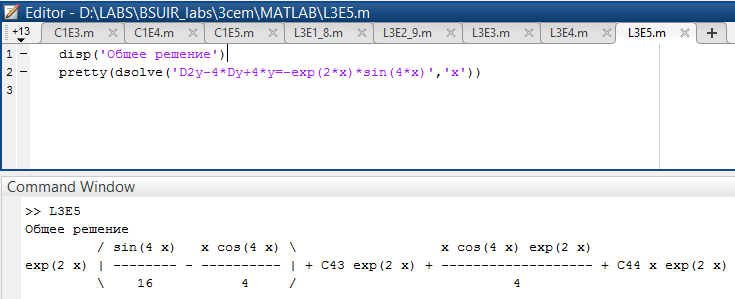 Editor - D:\LABS\BSUIR_labs\3cem\MATLAB\L3E5.m
+13 C1E3.m C1E4.m C1E5.m L3E1_8.m L3E2_9.m L3E3.m L3E4.m L3E5.m
1 disp('Общее решение')
2 pretty(dsolve('D2y-4*Dy+4*y=-exp(2*x)*sin(4*x)','x'))
3
Command Window
>> L3E5
Общее решение
/ sin(4 x) x cos(4 x) \ x cos(4 x) exp(2 x)
exp(2 x) | -------- - ---------- | + C43 exp(2 x) + ------------------- + C44 x exp(2 x)
\ 16 4 / 4